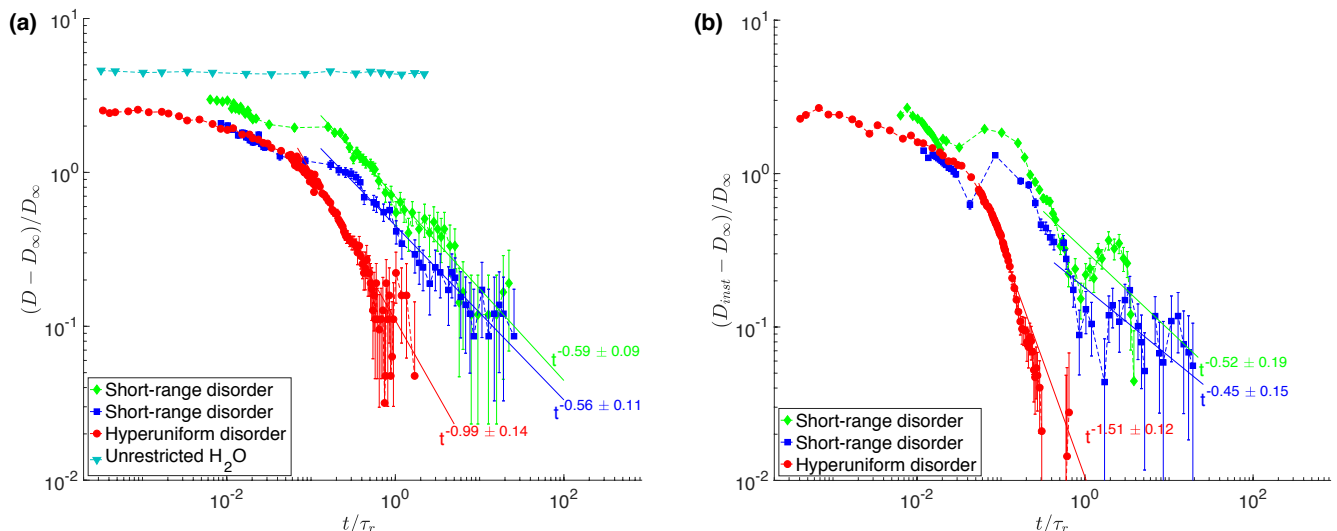 (a)
(D − D∞)/D∞
10^1
10^0
10^-1
10^-2
t^-0.59 ± 0.09
t^-0.56 ± 0.11
t^-0.99 ± 0.14
Short-range disorder
Short-range disorder
Hyperuniform disorder
Unrestricted H₂O
10^-2
10^0
10^2
t/τ_r
(b)
(D_inst − D∞)/D∞
10^1
10^0
10^-1
10^-2
t^-0.52 ± 0.19
t^-0.45 ± 0.15
t^-1.51 ± 0.12
Short-range disorder
Short-range disorder
Hyperuniform disorder
10^-2
10^0
10^2
t/τ_r